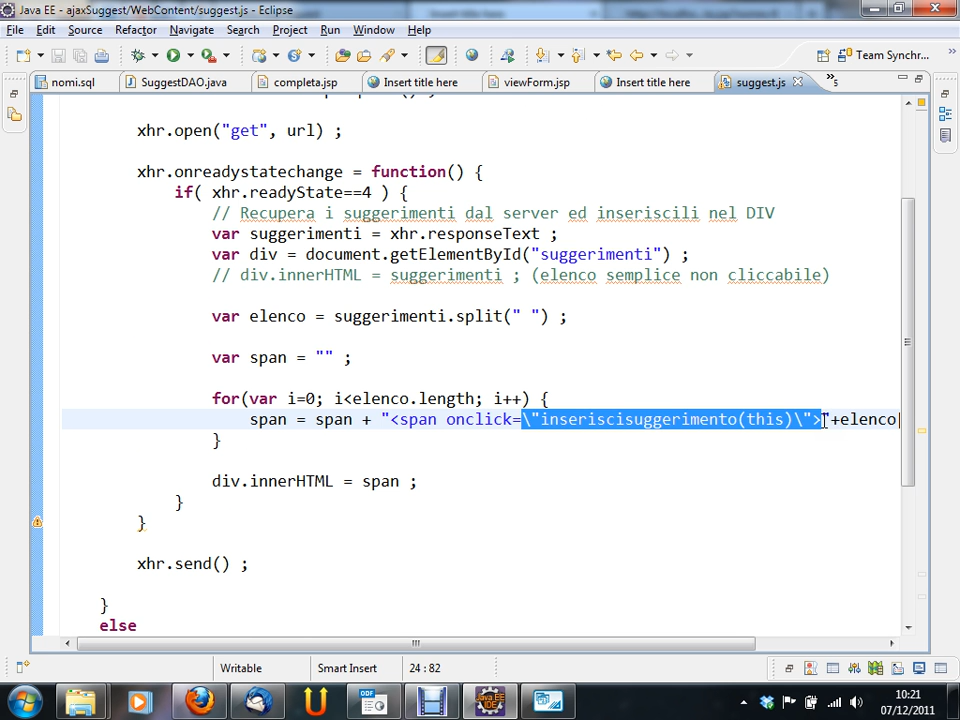 Java EE - ajaxSuggest/WebContent/suggest.js - Eclipse
File Edit Source Refactor Navigate Search Project Run Window Help
Team Synchr... »
nomi.sql SuggestDAO.java completa.jsp Insert title here viewForm.jsp Insert title here suggest.js »5
xhr.open("get", url) ;
xhr.onreadystatechange = function() {
if( xhr.readyState==4 ) {
// Recupera i suggerimenti dal server ed inseriscili nel DIV
var suggerimenti = xhr.responseText ;
var div = document.getElementById("suggerimenti") ;
// div.innerHTML = suggerimenti ; (elenco semplice non cliccabile)
var elenco = suggerimenti.split(" ") ;
var span = "" ;
for(var i=0; i<elenco.length; i++) {
span = span + "<span onclick=\"inseriscisuggerimento(this)\">"+elenco[
}
div.innerHTML = span ;
}
}
xhr.send() ;
}
else
Writable Smart Insert 24 : 82
10:21
07/12/2011